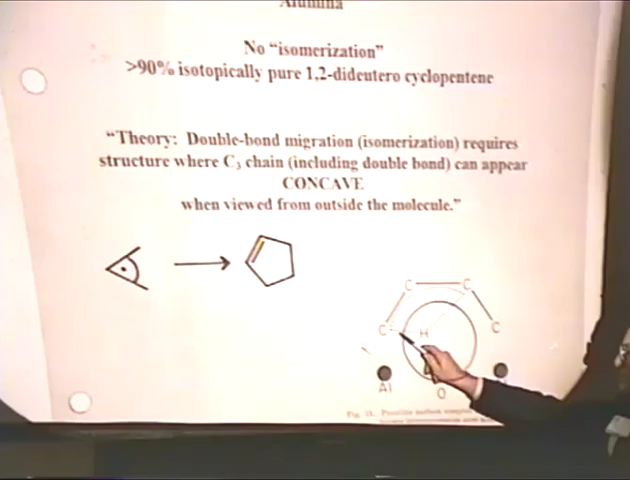 Alumina
No "isomerization"
>90% isotopically pure 1,2-dideutero cyclopentene
"Theory: Double-bond migration (isomerization) requires
structure where C₃ chain (including double bond) can appear
CONCAVE
when viewed from outside the molecule."
C C
C H C
Al
O